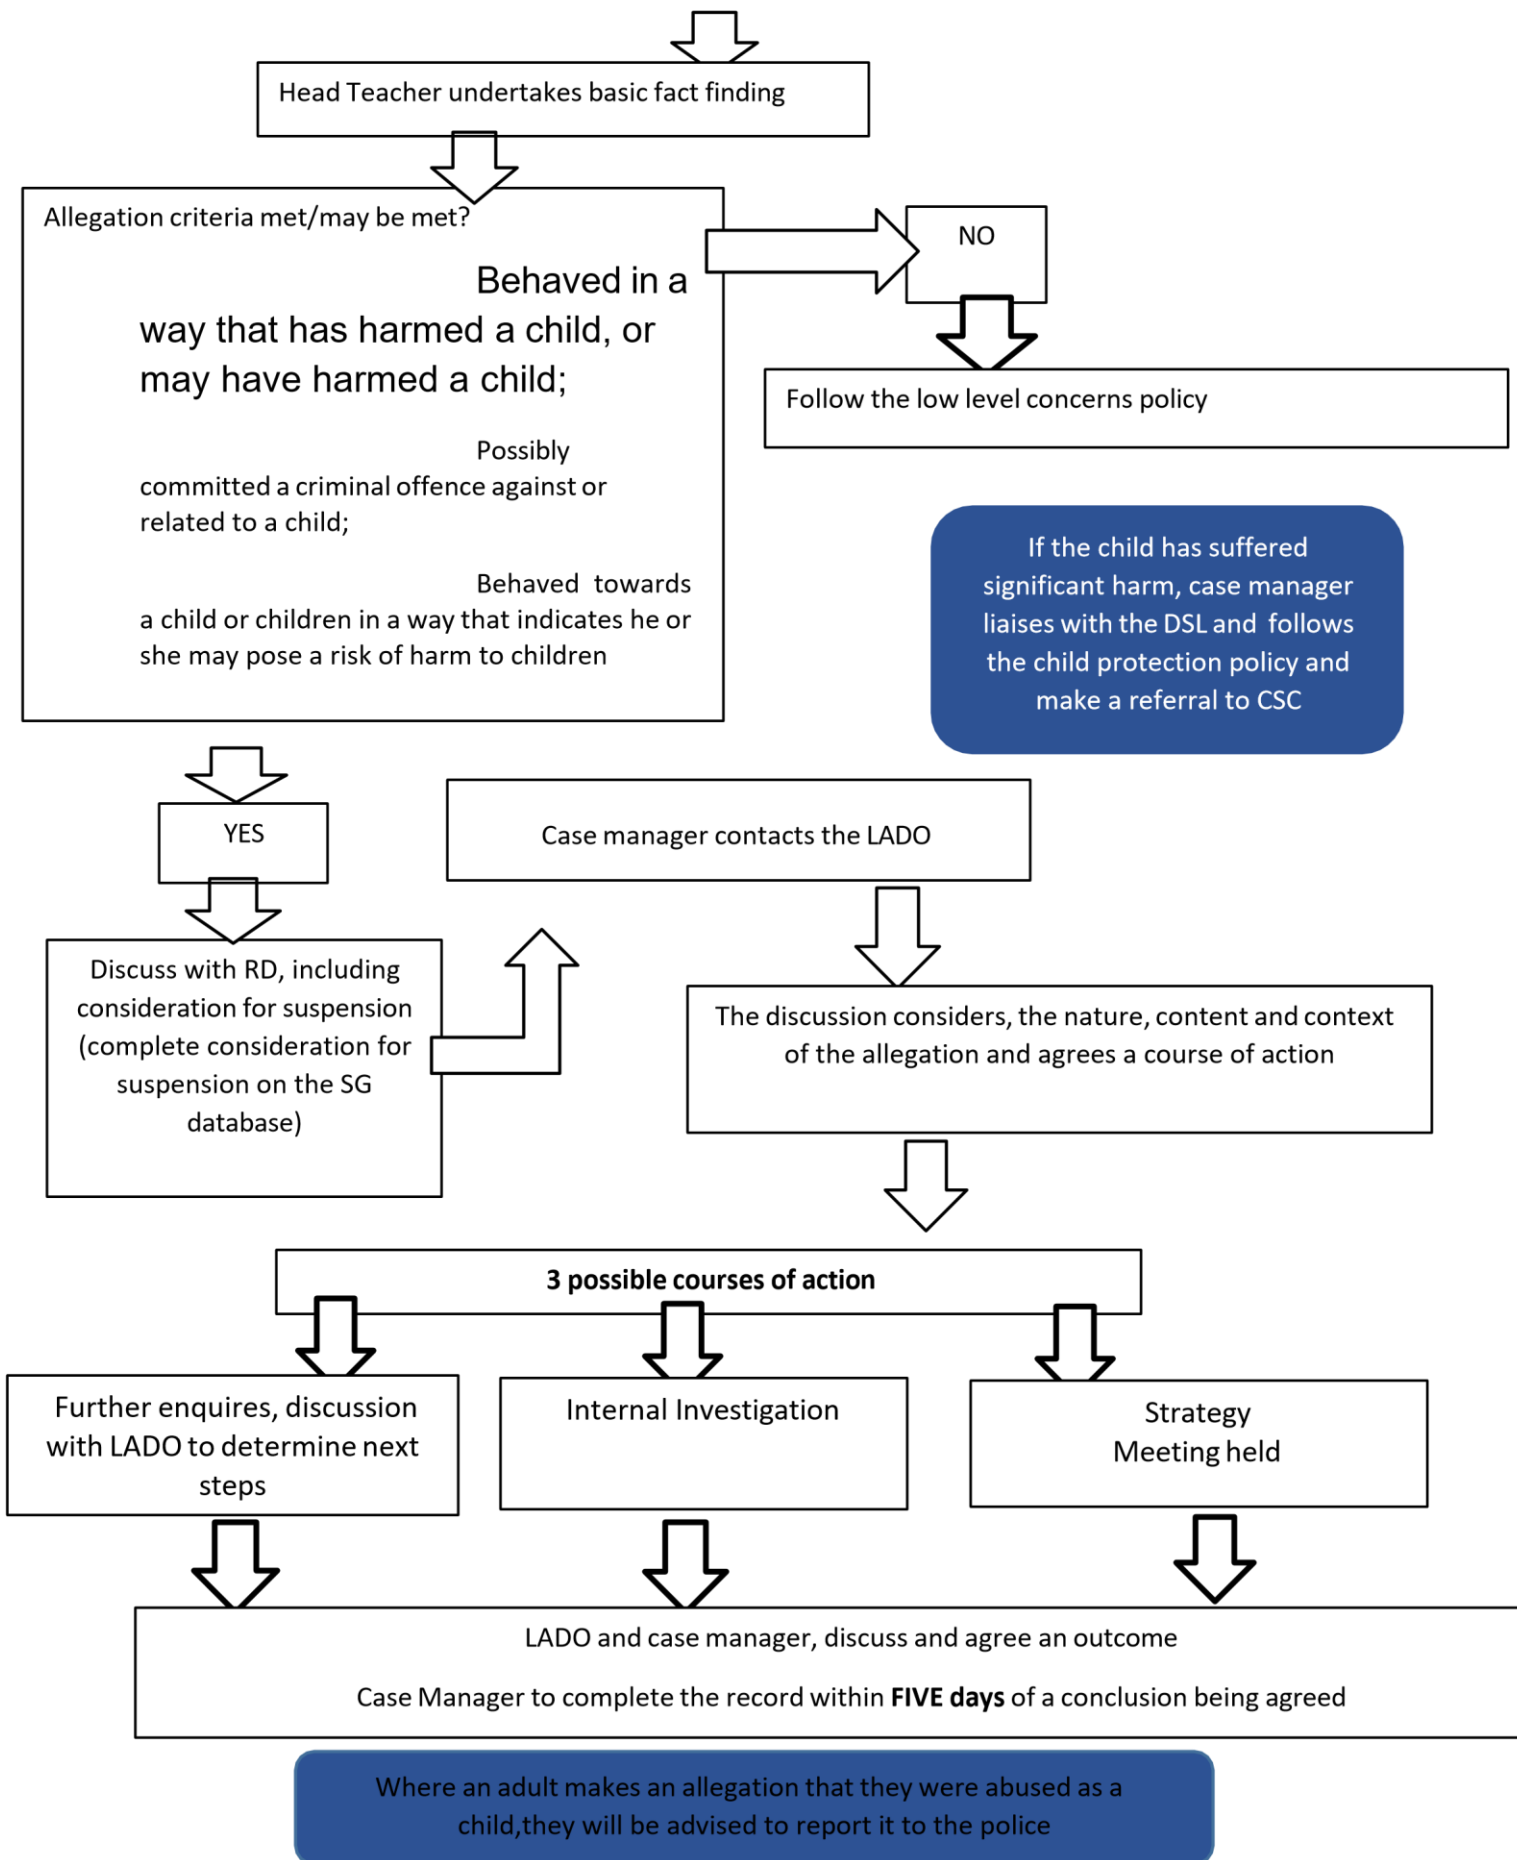 Head Teacher undertakes basic fact finding
Allegation criteria met/may be met?
Behaved in a
way that has harmed a child, or
may have harmed a child;
Possibly
committed a criminal offence against or
related to a child;
Behaved towards
a child or children in a way that indicates he or
she may pose a risk of harm to children
NO
Follow the low level concerns policy
If the child has suffered
significant harm, case manager
liaises with the DSL and follows
the child protection policy and
make a referral to CSC
YES
Case manager contacts the LADO
Discuss with RD, including
consideration for suspension
(complete consideration for
suspension on the SG
database)
The discussion considers, the nature, content and context
of the allegation and agrees a course of action
3 possible courses of action
Further enquires, discussion
with LADO to determine next
steps
Internal Investigation
Strategy
Meeting held
LADO and case manager, discuss and agree an outcome
Case Manager to complete the record within FIVE days of a conclusion being agreed
Where an adult makes an allegation that they were abused as a
child,they will be advised to report it to the police